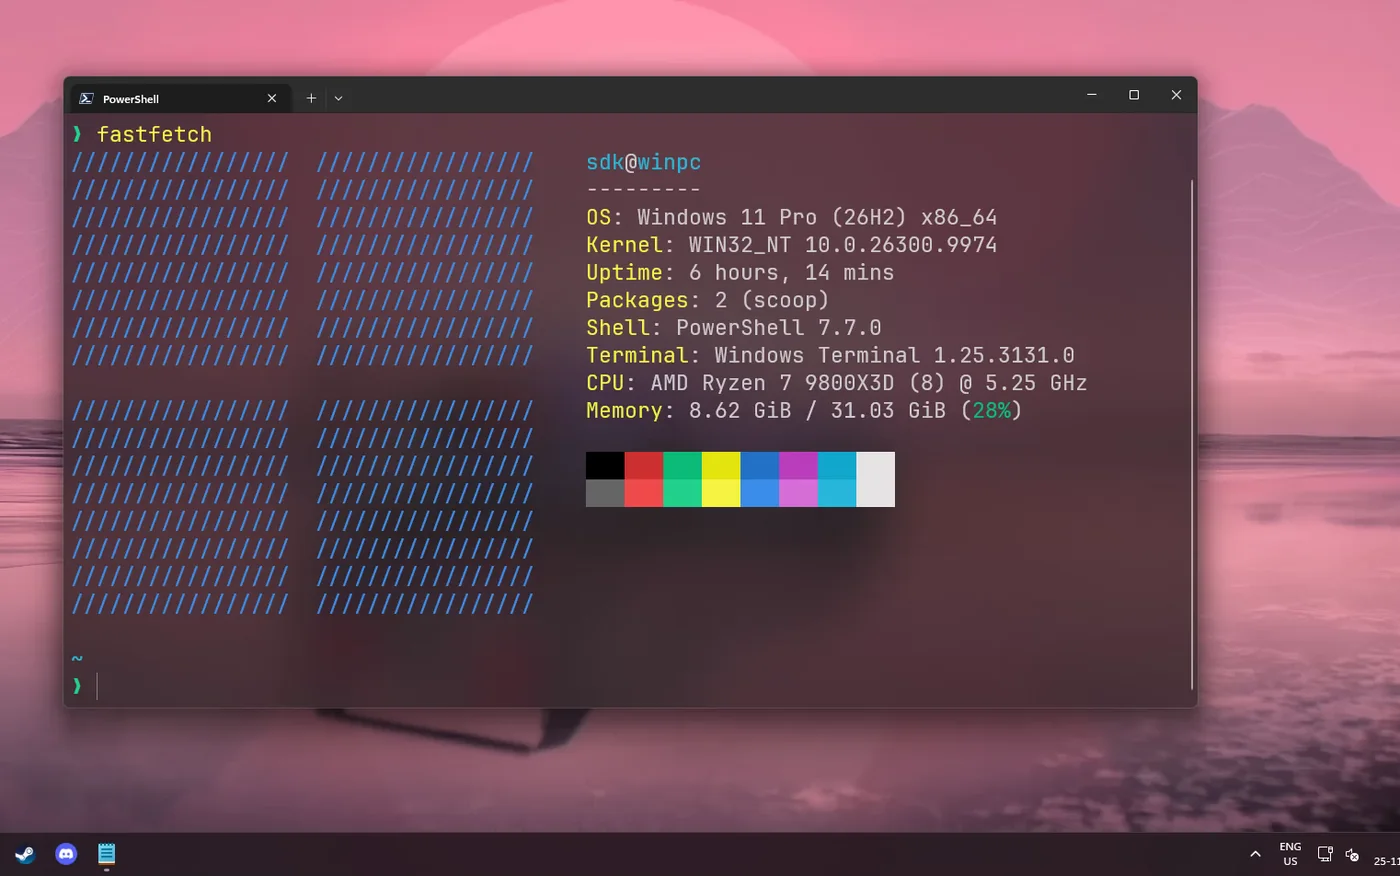 PowerShell
❯ fastfetch
//////////////////  //////////////////  sdk@winpc
//////////////////  //////////////////  ---------
//////////////////  //////////////////  OS: Windows 11 Pro (26H2) x86_64
//////////////////  //////////////////  Kernel: WIN32_NT 10.0.26300.9974
//////////////////  //////////////////  Uptime: 6 hours, 14 mins
//////////////////  //////////////////  Packages: 2 (scoop)
//////////////////  //////////////////  Shell: PowerShell 7.7.0
//////////////////  //////////////////  Terminal: Windows Terminal 1.25.3131.0
CPU: AMD Ryzen 7 9800X3D (8) @ 5.25 GHz
//////////////////  //////////////////  Memory: 8.62 GiB / 31.03 GiB (28%)
//////////////////  //////////////////
//////////////////  //////////////////
//////////////////  //////////////////
//////////////////  //////////////////
//////////////////  //////////////////
//////////////////  //////////////////
//////////////////  //////////////////
~
❯
ENG
US
25-11